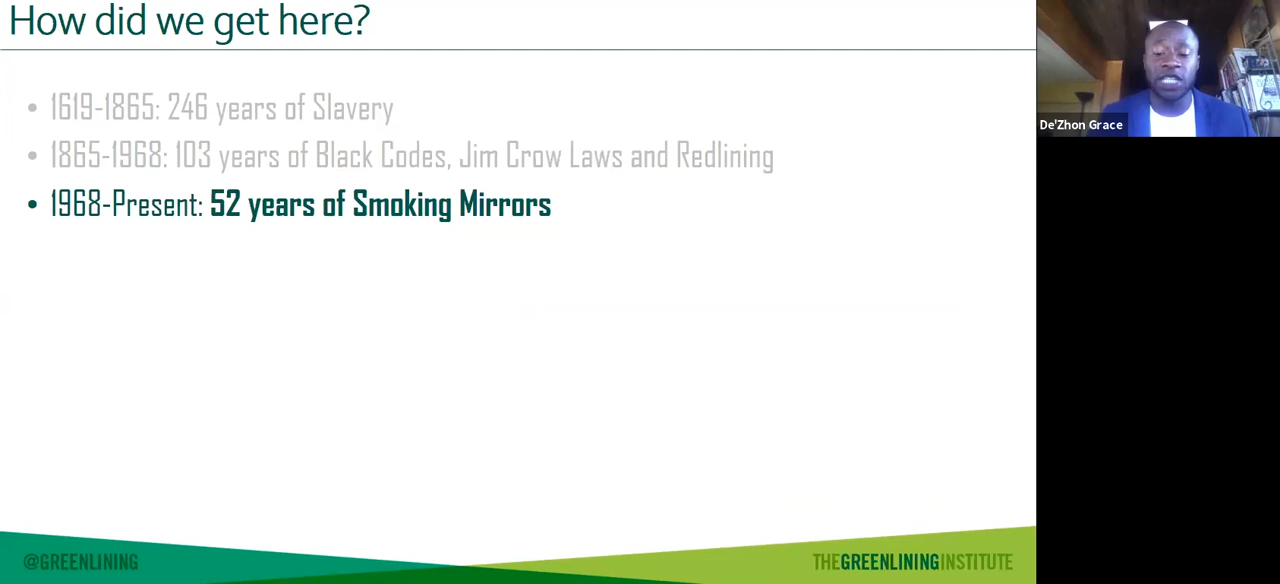 How did we get here?
• 1619-1865: 246 years of Slavery
• 1865-1968: 103 years of Black Codes, Jim Crow Laws and Redlining
• 1968-Present: 52 years of Smoking Mirrors
De'Zhon Grace
@GREENLINING
THEGREENLININGINSTITUTE